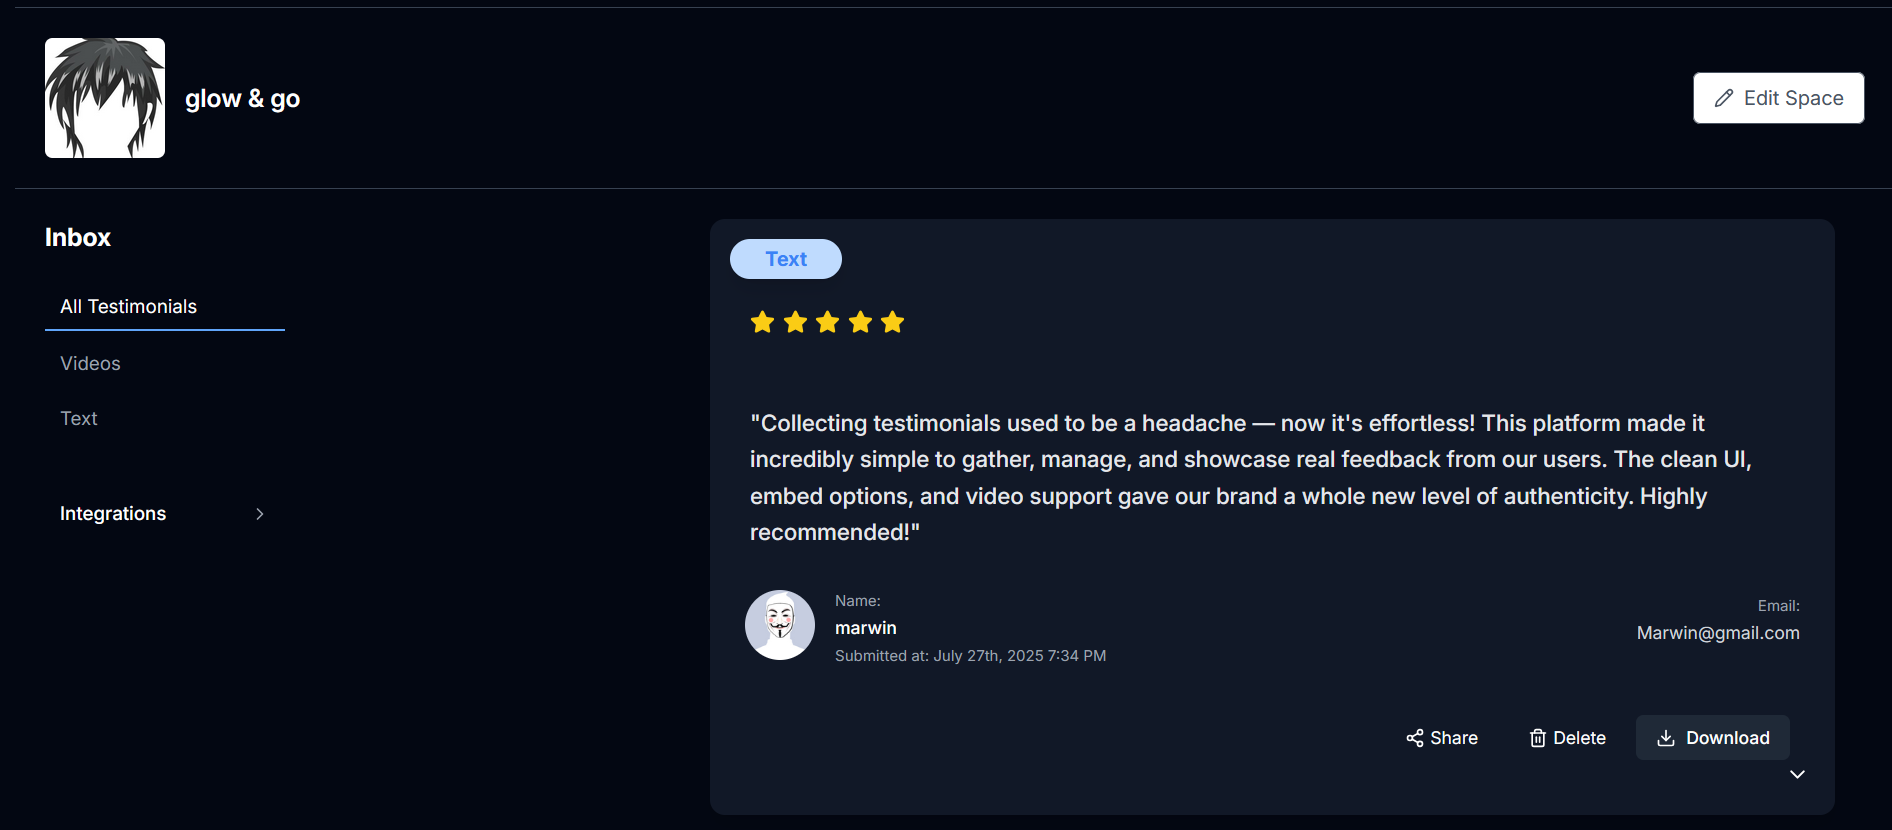 glow & go
Edit Space
Inbox
All Testimonials
Videos
Text
Integrations
Text
"Collecting testimonials used to be a headache — now it's effortless! This platform made it
incredibly simple to gather, manage, and showcase real feedback from our users. The clean UI,
embed options, and video support gave our brand a whole new level of authenticity. Highly
recommended!"
Name:
marwin
Submitted at: July 27th, 2025 7:34 PM
Email:
Marwin@gmail.com
Share
Delete
Download